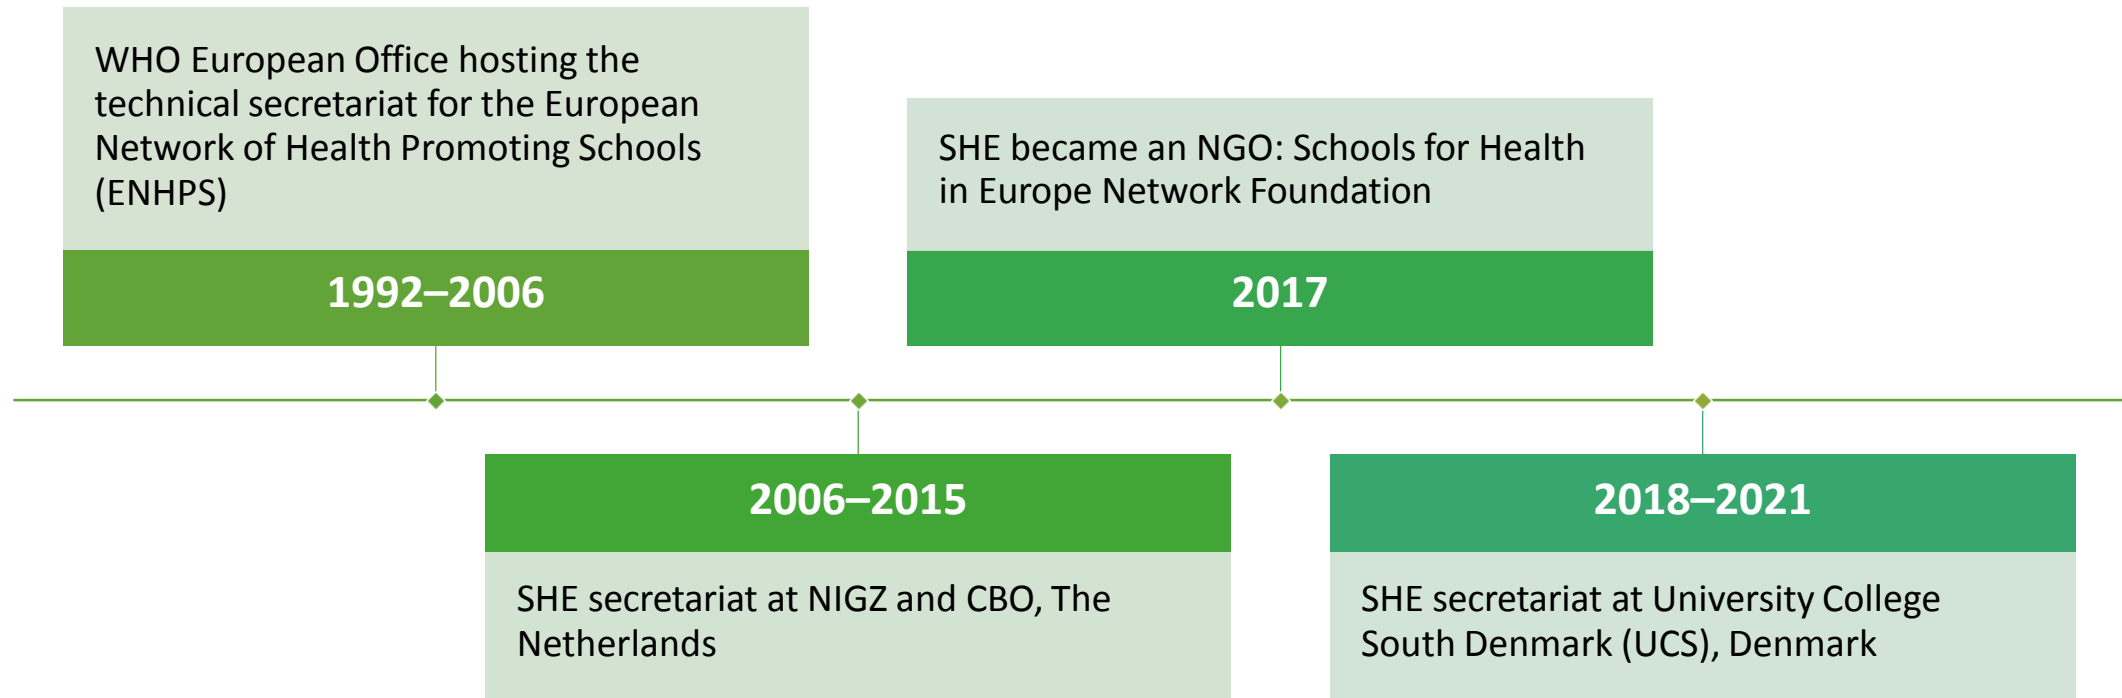 WHO European Office hosting the
technical secretariat for the European
Network of Health Promoting Schools
(ENHPS)
1992–2006
2006–2015
SHE secretariat at NIGZ and CBO, The
Netherlands
SHE became an NGO: Schools for Health
in Europe Network Foundation
2017
2018–2021
SHE secretariat at University College
South Denmark (UCS), Denmark